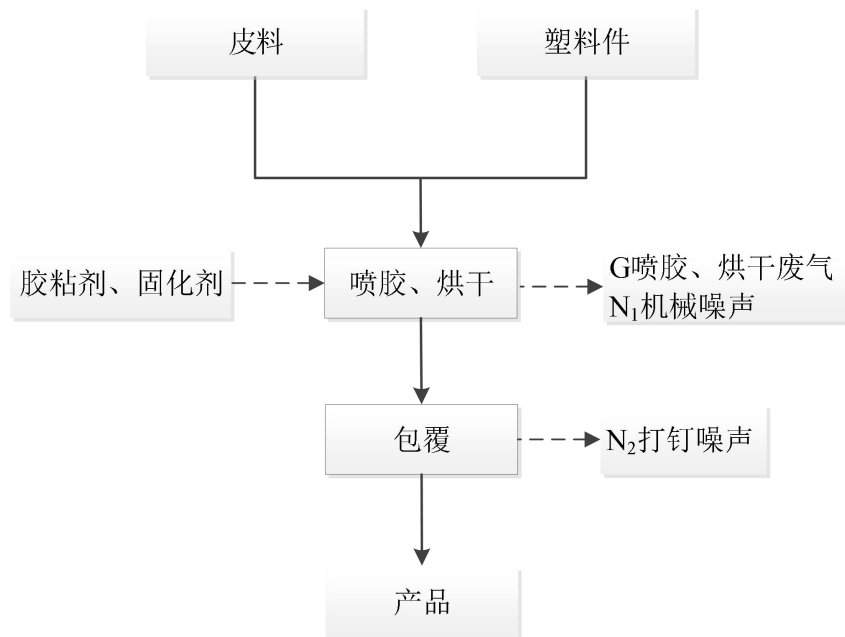 皮料
塑料件
胶粘剂、固化剂
喷胶、烘干
G喷胶、烘干废气
N₁机械噪声
包覆
N₂打钉噪声
产品